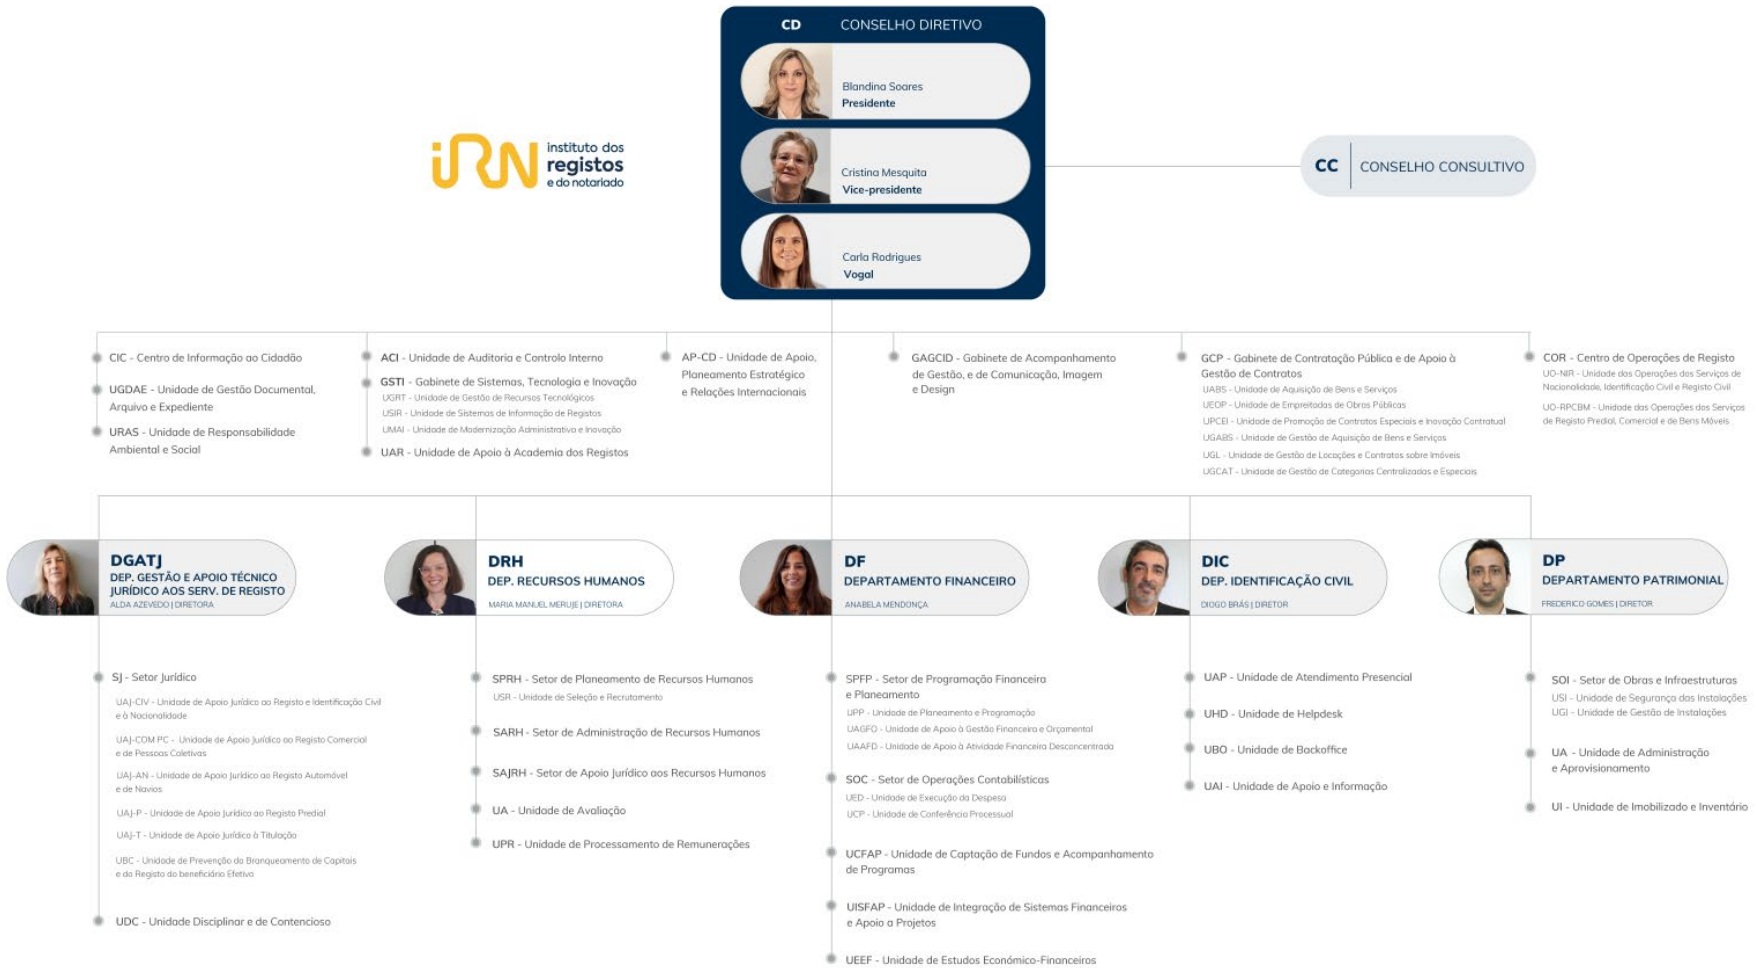 CD CONSELHO DIRETIVO
Blandina Soares
Presidente
Cristina Mesquita
Vice-presidente
Carla Rodrigues
Vogal
iRN
instituto dos
registos
e do notariado
CC CONSELHO CONSULTIVO
CIC - Centro de Informação ao Cidadão
UGDAE - Unidade de Gestão Documental,
Arquivo e Expediente
URAS - Unidade de Responsabilidade
Ambiental e Social
ACI - Unidade de Auditoria e Controlo Interno
GSTI - Gabinete de Sistemas, Tecnologia e Inovação
UGRT - Unidade de Gestão de Recursos Tecnológicos
USIR - Unidade de Sistemas de Informação de Registos
UMAI - Unidade de Modernização Administrativa e Inovação
UAR - Unidade de Apoio à Academia dos Registos
AP-CD - Unidade de Apoio,
Planeamento Estratégico
e Relações Internacionais
GAGCID - Gabinete de Acompanhamento
de Gestão, e de Comunicação, Imagem
e Design
GCP - Gabinete de Contratação Pública e de Apoio à
Gestão de Contratos
UABS - Unidade de Aquisição de Bens e Serviços
UEOP - Unidade de Empreitadas de Obras Públicas
UPCEI - Unidade de Promoção de Contratos Especiais e Inovação Contratual
UGABS - Unidade de Gestão de Aquisição de Bens e Serviços
UGL - Unidade de Gestão de Locações e Contratos sobre Imóveis
UGCAT - Unidade de Gestão de Categorias Centralizadas e Especiais
COR - Centro de Operações de Registo
UO-NIR - Unidade das Operações dos Serviços de
Nacionalidade, Identificação Civil e Registo Civil
UO-RPCBM - Unidade das Operações dos Serviços
de Registo Predial, Comercial e de Bens Móveis
DGATJ
DEP. GESTÃO E APOIO TÉCNICO
JURÍDICO AOS SERV. DE REGISTO
ALDA AZEVEDO | DIRETORA
SJ - Setor Jurídico
UAJ-CIV - Unidade de Apoio Jurídico ao Registo e Identificação Civil
e à Nacionalidade
UAJ-COM PC - Unidade de Apoio Jurídico ao Registo Comercial
e de Pessoas Coletivas
UAJ-AN - Unidade de Apoio Jurídico ao Registo Automóvel
e de Navios
UAJ-P - Unidade de Apoio Jurídico ao Registo Predial
UAJ-T - Unidade de Apoio Jurídico à Titulação
UBC - Unidade de Prevenção do Branqueamento de Capitais
e do Registo do beneficiário Efetivo
UDC - Unidade Disciplinar e de Contencioso
DRH
DEP. RECURSOS HUMANOS
MARIA MANUEL MERUJE | DIRETORA
SPRH - Setor de Planeamento de Recursos Humanos
USR - Unidade de Seleção e Recrutamento
SARH - Setor de Administração de Recursos Humanos
SAJRH - Setor de Apoio Jurídico aos Recursos Humanos
UA - Unidade de Avaliação
UPR - Unidade de Processamento de Remunerações
DF
DEPARTAMENTO FINANCEIRO
ANABELA MENDONÇA
SPFP - Setor de Programação Financeira
e Planeamento
UPP - Unidade de Planeamento e Programação
UAGFO - Unidade de Apoio à Gestão Financeira e Orçamental
UAAFD - Unidade de Apoio à Atividade Financeira Desconcentrada
SOC - Setor de Operações Contabilísticas
UED - Unidade de Execução da Despesa
UCP - Unidade de Conferência Processual
UCFAP - Unidade de Captação de Fundos e Acompanhamento
de Programas
UISFAP - Unidade de Integração de Sistemas Financeiros
e Apoio a Projetos
UEEF - Unidade de Estudos Económico-Financeiros
DIC
DEP. IDENTIFICAÇÃO CIVIL
DIOGO BRÁS | DIRETOR
UAP - Unidade de Atendimento Presencial
UHD - Unidade de Helpdesk
UBO - Unidade de Backoffice
UAI - Unidade de Apoio e Informação
DP
DEPARTAMENTO PATRIMONIAL
FREDERICO GOMES | DIRETOR
SOI - Setor de Obras e Infraestruturas
USI - Unidade de Segurança das Instalações
UGI - Unidade de Gestão de Instalações
UA - Unidade de Administração
e Aprovisionamento
UI - Unidade de Imobilizado e Inventário